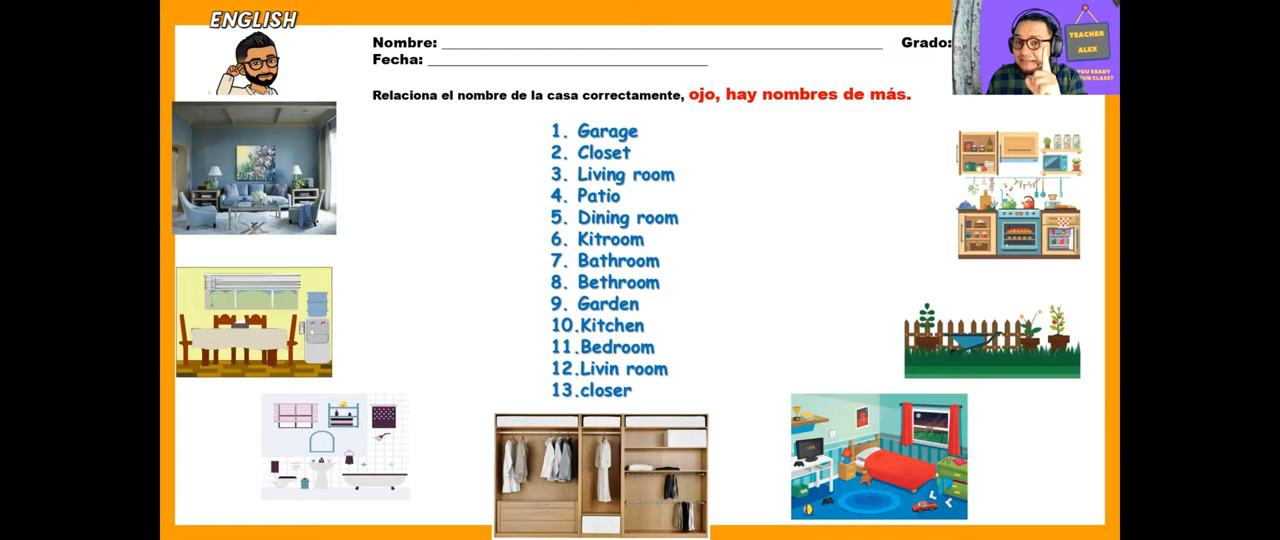 ENGLISH
Nombre: Grado:
Fecha:
TEACHER
ALEX
YOU READY
Relaciona el nombre de la casa correctamente, ojo, hay nombres de más.
1. Garage
2. Closet
3. Living room
4. Patio
5. Dining room
6. Kitroom
7. Bathroom
8. Bethroom
9. Garden
10.Kitchen
11.Bedroom
12.Livin room
13.closer